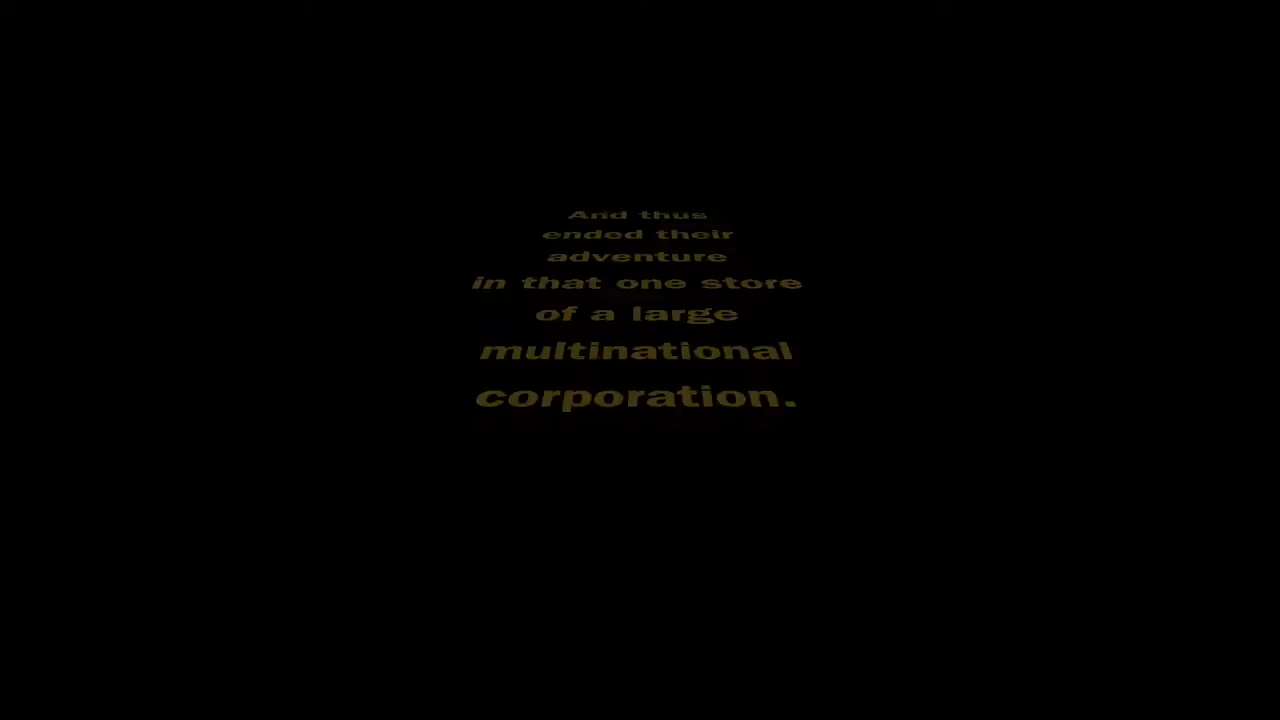 And thus
ended their
adventure
in that one store
of a large
multinational
corporation.